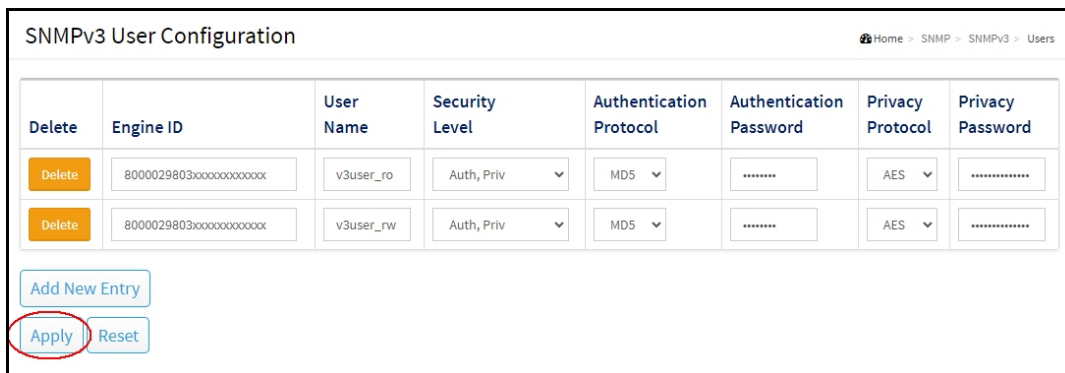 SNMPv3 User Configuration
Home > SNMP > SNMPv3 > Users
Delete Engine ID User Name Security Level Authentication Protocol Authentication Password Privacy Protocol Privacy Password
Delete 8000029803xxxxxxxxxxxx v3user_ro Auth, Priv MD5 •••••••• AES ••••••••••••••
Delete 8000029803xxxxxxxxxxxx v3user_rw Auth, Priv MD5 •••••••• AES ••••••••••••••
Add New Entry
Apply Reset